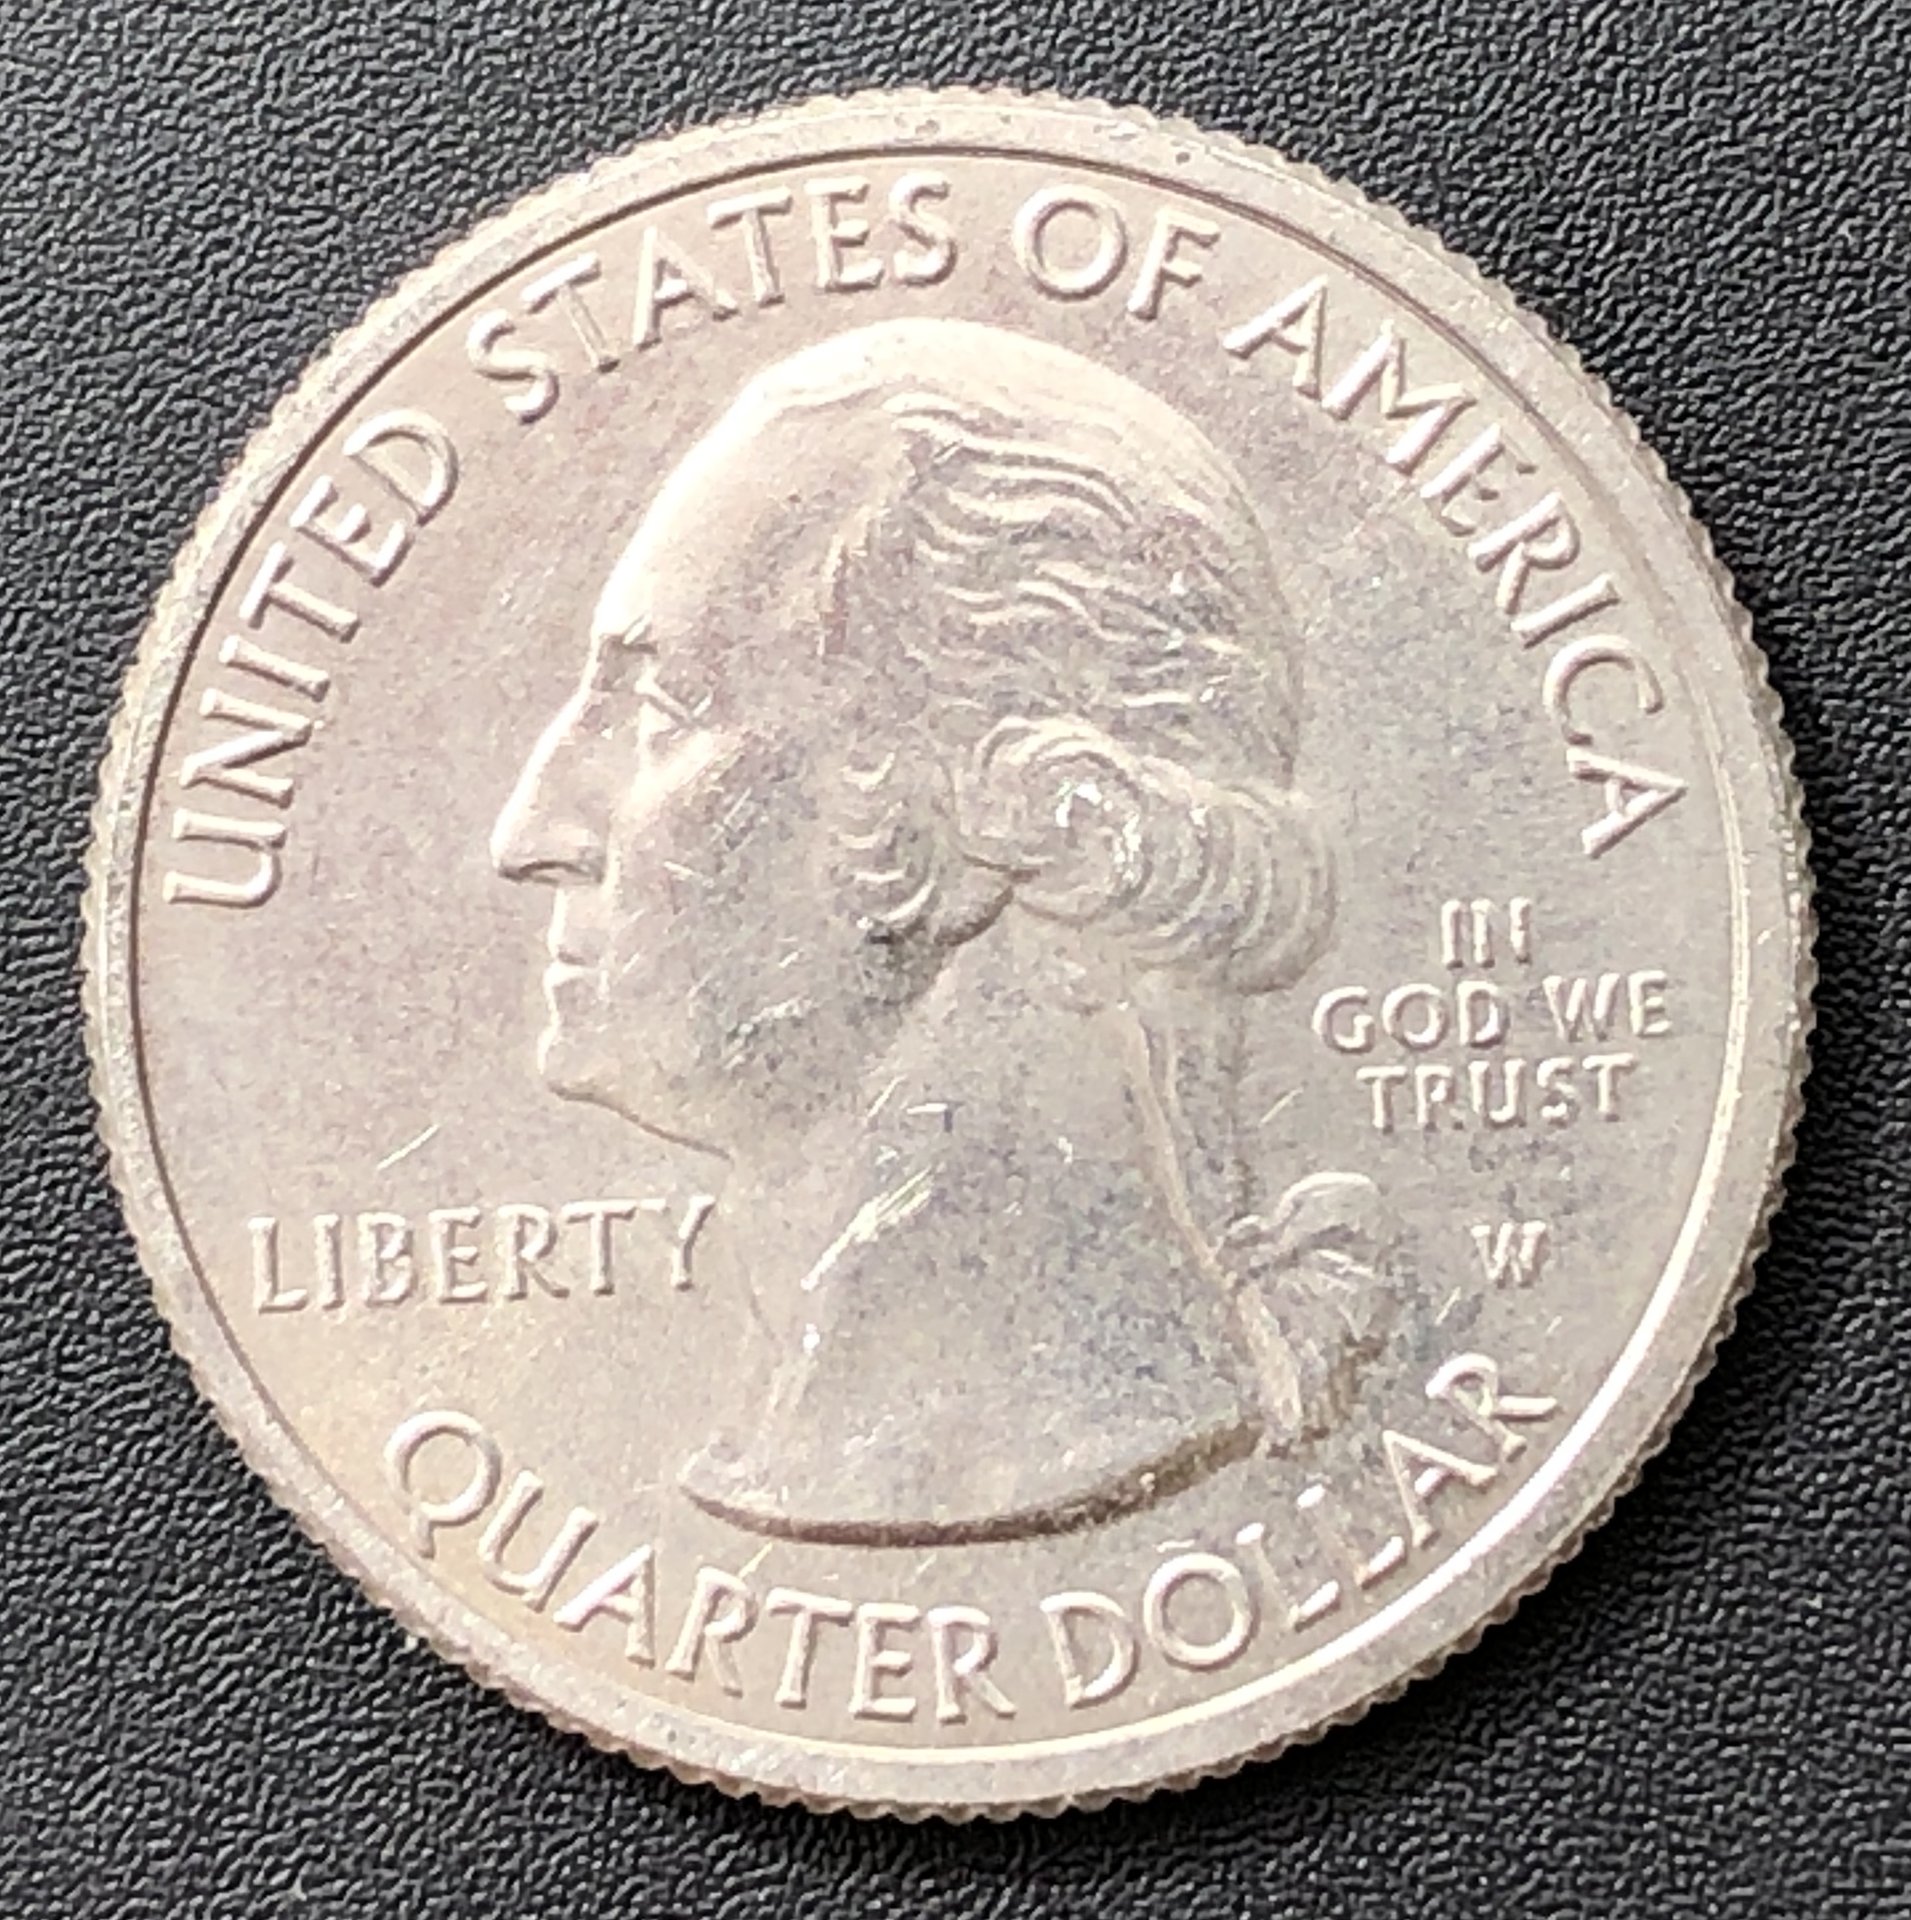 UNITED STATES OF AMERICA
IN
GOD WE
TRUST
LIBERTY
W
QUARTER DOLLAR